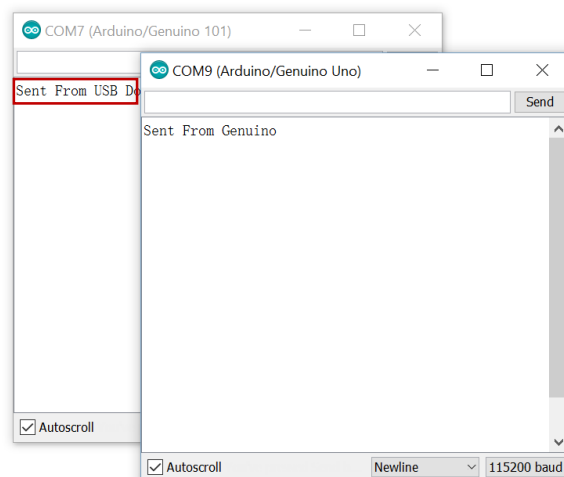 COM7 (Arduino/Genuino 101)
Sent From USB Do
COM9 (Arduino/Genuino Uno)
Send
Sent From Genuino
Autoscroll
Autoscroll
Newline
115200 baud